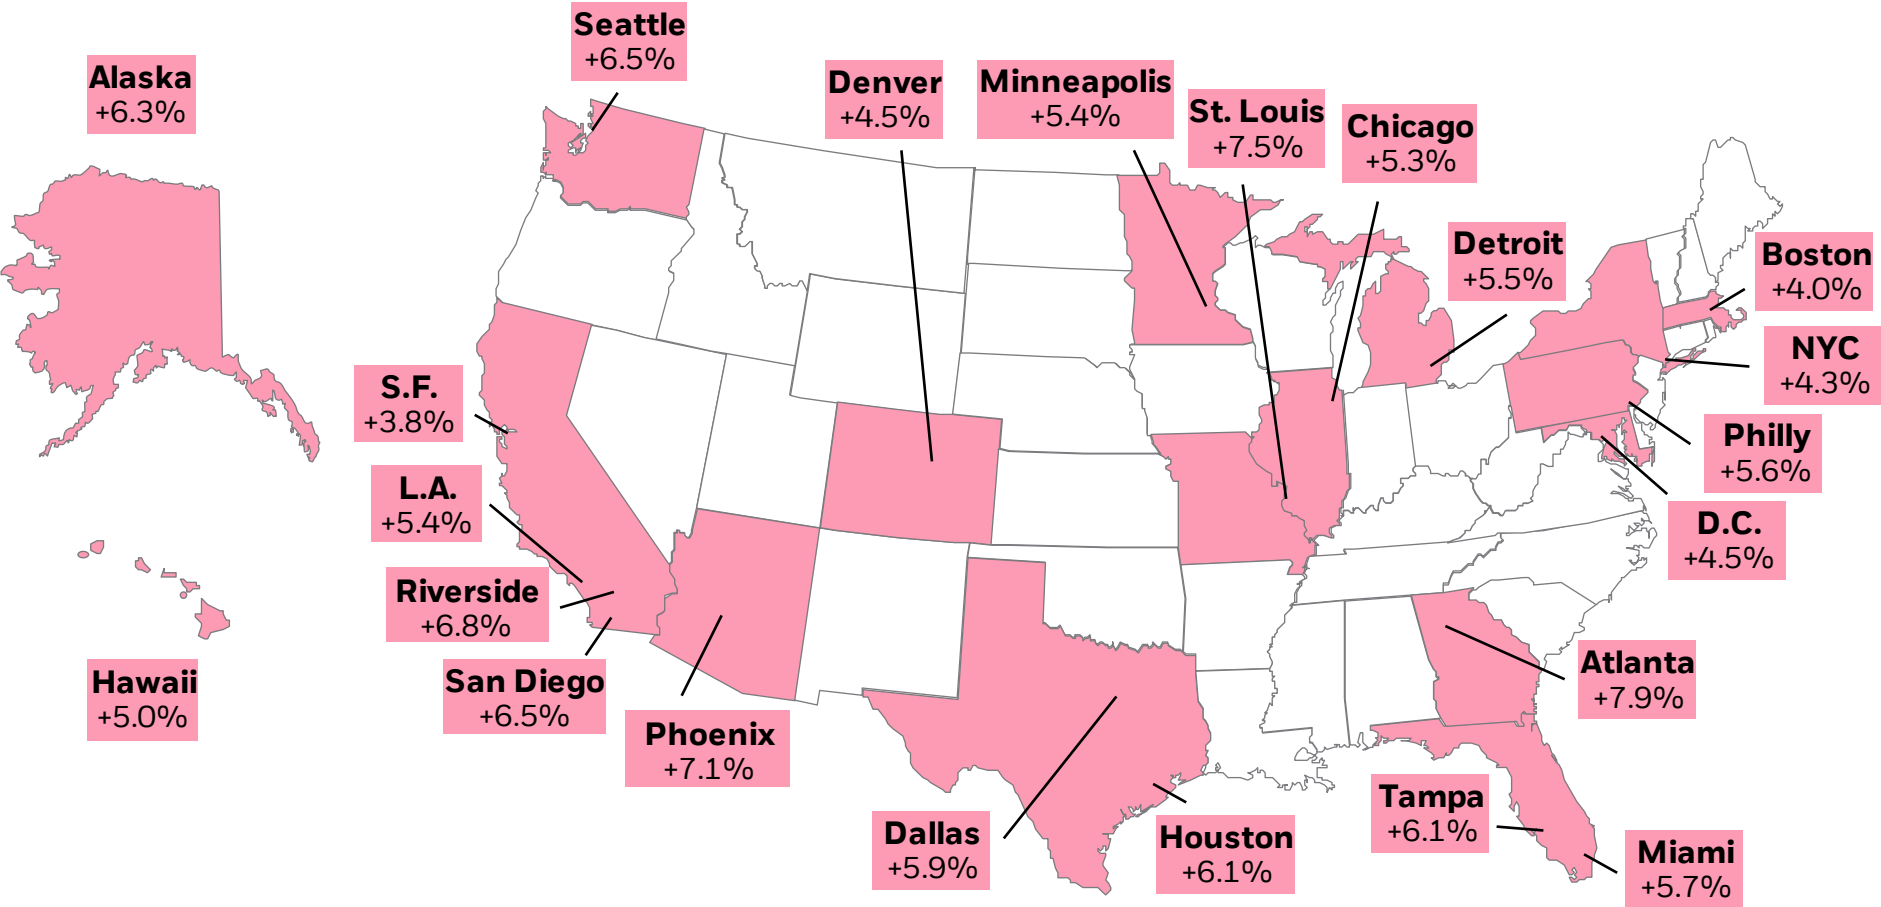 Seattle
+6.5%
Alaska
+6.3%
Denver
+4.5%
Minneapolis
+5.4%
St. Louis
+7.5%
Chicago
+5.3%
Detroit
+5.5%
Boston
+4.0%
NYC
+4.3%
S.F.
+3.8%
Philly
+5.6%
L.A.
+5.4%
D.C.
+4.5%
Riverside
+6.8%
Hawaii
+5.0%
San Diego
+6.5%
Atlanta
+7.9%
Phoenix
+7.1%
Tampa
+6.1%
Dallas
+5.9%
Houston
+6.1%
Miami
+5.7%